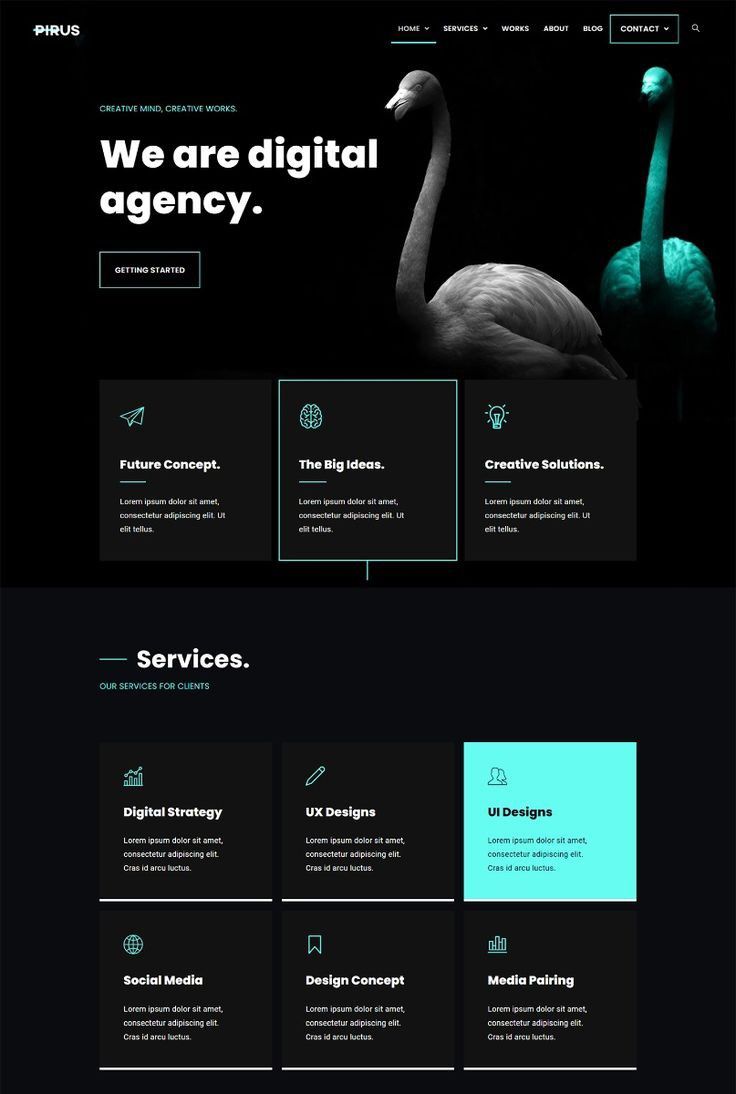 PIRUS
HOME SERVICES WORKS ABOUT BLOG CONTACT
CREATIVE MIND, CREATIVE WORKS.
We are digital
agency.
GETTING STARTED
Future Concept.
Lorem ipsum dolor sit amet,
consectetur adipiscing elit. Ut
elit tellus.
The Big Ideas.
Lorem ipsum dolor sit amet,
consectetur adipiscing elit. Ut
elit tellus.
Creative Solutions.
Lorem ipsum dolor sit amet,
consectetur adipiscing elit. Ut
elit tellus.
Services.
OUR SERVICES FOR CLIENTS
Digital Strategy
Lorem ipsum dolor sit amet,
consectetur adipiscing elit.
Cras id arcu luctus.
UX Designs
Lorem ipsum dolor sit amet,
consectetur adipiscing elit.
Cras id arcu luctus.
UI Designs
Lorem ipsum dolor sit amet,
consectetur adipiscing elit.
Cras id arcu luctus.
Social Media
Lorem ipsum dolor sit amet,
consectetur adipiscing elit.
Cras id arcu luctus.
Design Concept
Lorem ipsum dolor sit amet,
consectetur adipiscing elit.
Cras id arcu luctus.
Media Pairing
Lorem ipsum dolor sit amet,
consectetur adipiscing elit.
Cras id arcu luctus.